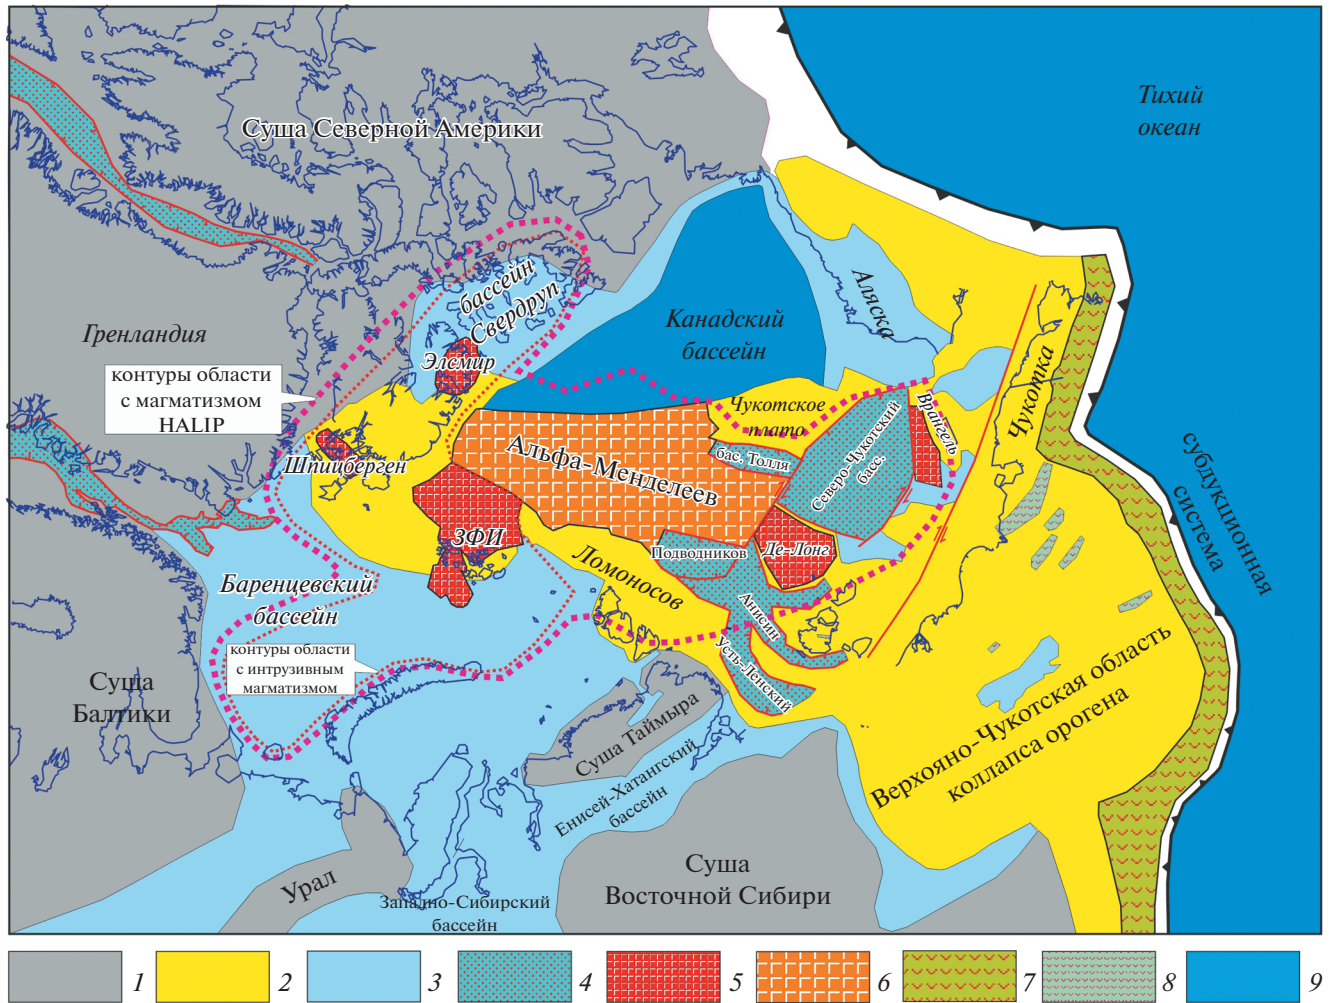 Тихий
океан
Суша Северной Америки
бассейн
Свердруп
Аляска
Гренландия
Канадский
бассейн
Элсмир
контуры области
с магматизмом
HALIP
Чукотка
Чукотское
плато
Врангель
Альфа-Менделеев
бас. Толля
Северо-Чукотский
басс.
Шпицберген
субдукционная
система
ЗФИ
Подводников
Де-Лонг
Ломоносов
Баренцевский
бассейн
Анисин
Усть-Ленский
контуры области
с интрузивным
магматизмом
Суша
Балтики
Верхояно-Чукотская область
коллапса орогена
Суша Таймыра
Енисей-Хатангский
бассейн
Урал
Суша
Восточной Сибири
Западно-Сибирский
бассейн
1 2 3 4 5 6 7 8 9